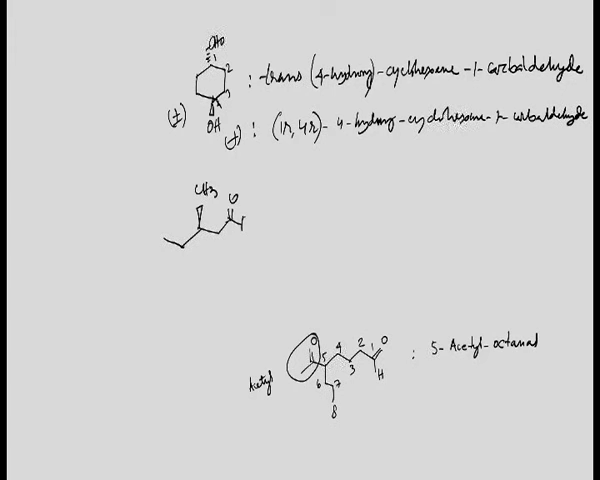 CHO
1
2
3
4
: -trans (4-hydroxy)-cyclohexane-1-carbaldehyde
(±)
OH
(±) : (1r, 4r)-4-hydroxy-cyclohexane-1-carbaldehyde
CH3
O
Acetyl
O
5
4
3
2
1
O
H
6
7
8
: 5-Acetyl-octanal